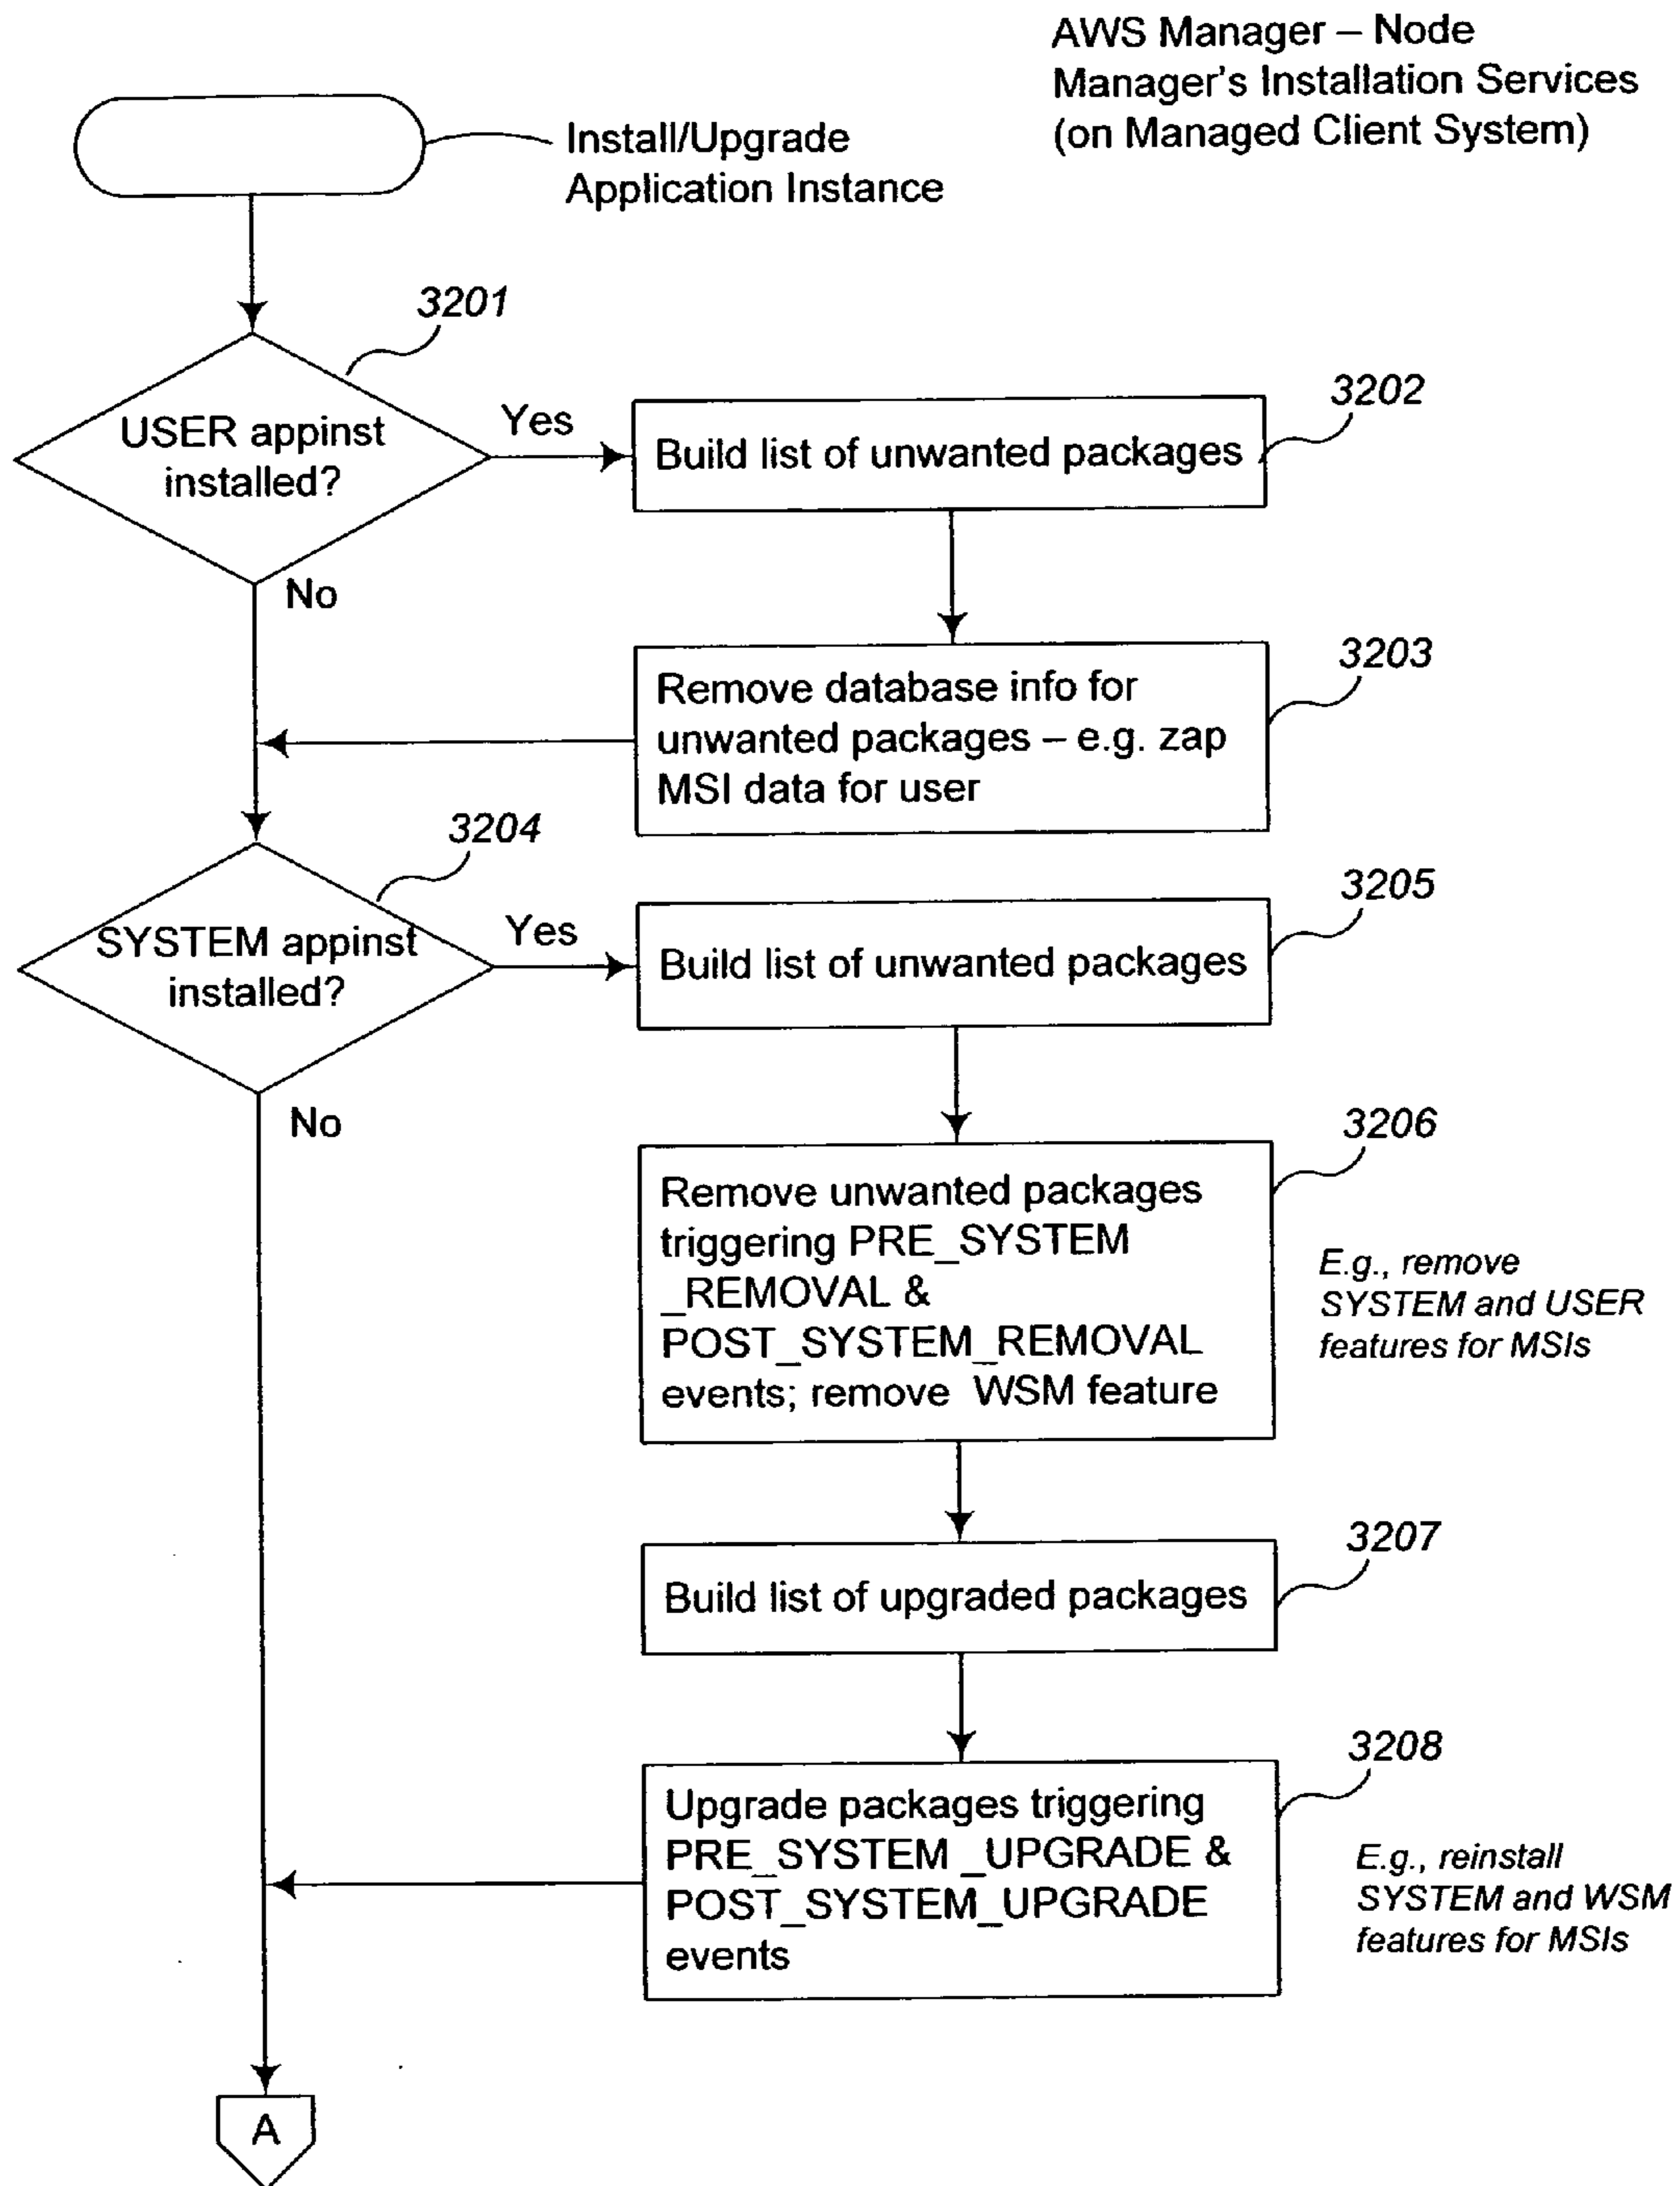 AWS Manager – Node
Manager's Installation Services
(on Managed Client System)
Install/Upgrade
Application Instance
3201
USER appinst
installed?
Yes
No
3202
Build list of unwanted packages
3203
Remove database info for
unwanted packages – e.g. zap
MSI data for user
3204
SYSTEM appinst
installed?
Yes
No
3205
Build list of unwanted packages
3206
Remove unwanted packages
triggering PRE_SYSTEM
_REMOVAL &
POST_SYSTEM_REMOVAL
events; remove WSM feature
E.g., remove
SYSTEM and USER
features for MSIs
3207
Build list of upgraded packages
3208
Upgrade packages triggering
PRE_SYSTEM _UPGRADE &
POST_SYSTEM_UPGRADE
events
E.g., reinstall
SYSTEM and WSM
features for MSIs
A